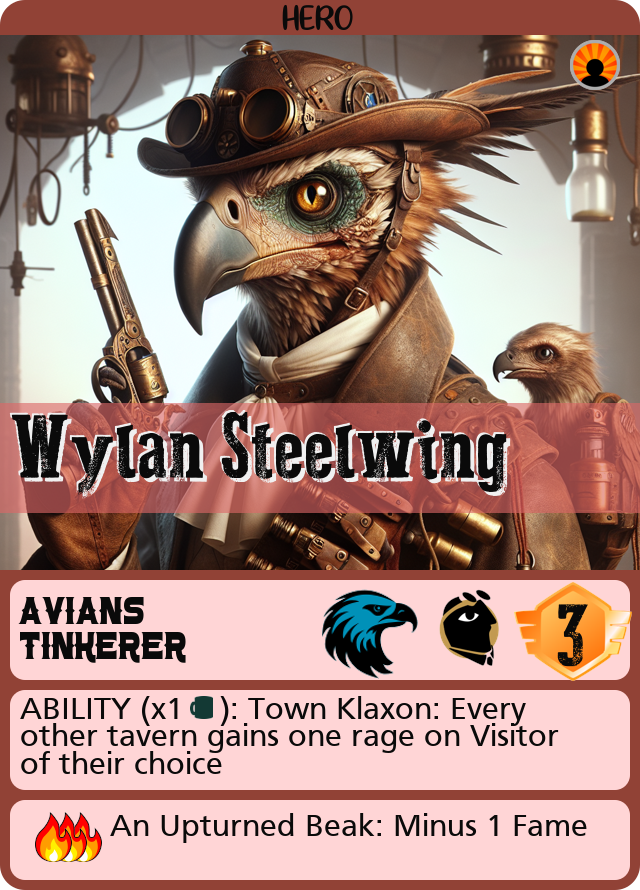 HERO
Wylan Steelwing
AVIANS
TINKERER
3
ABILITY (x1 ): Town Klaxon: Every
other tavern gains one rage on Visitor
of their choice
An Upturned Beak: Minus 1 Fame